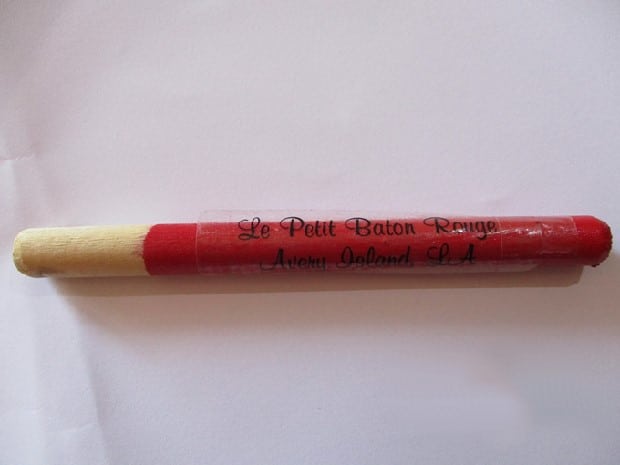 Le Petit Baton Rouge
Avery Island, LA